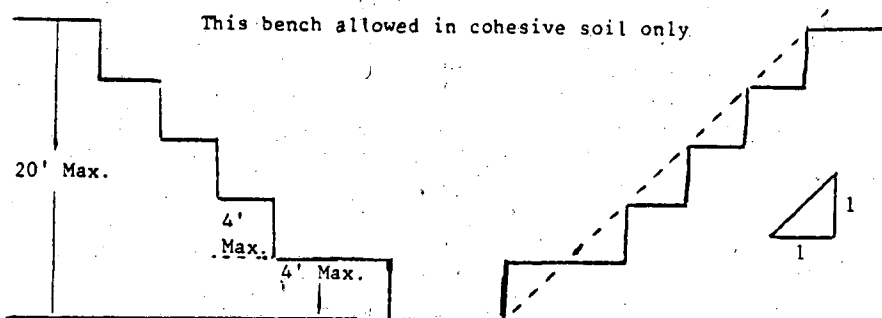 This bench allowed in cohesive soil only
20' Max.
4'
Max.
4' Max.
1
1